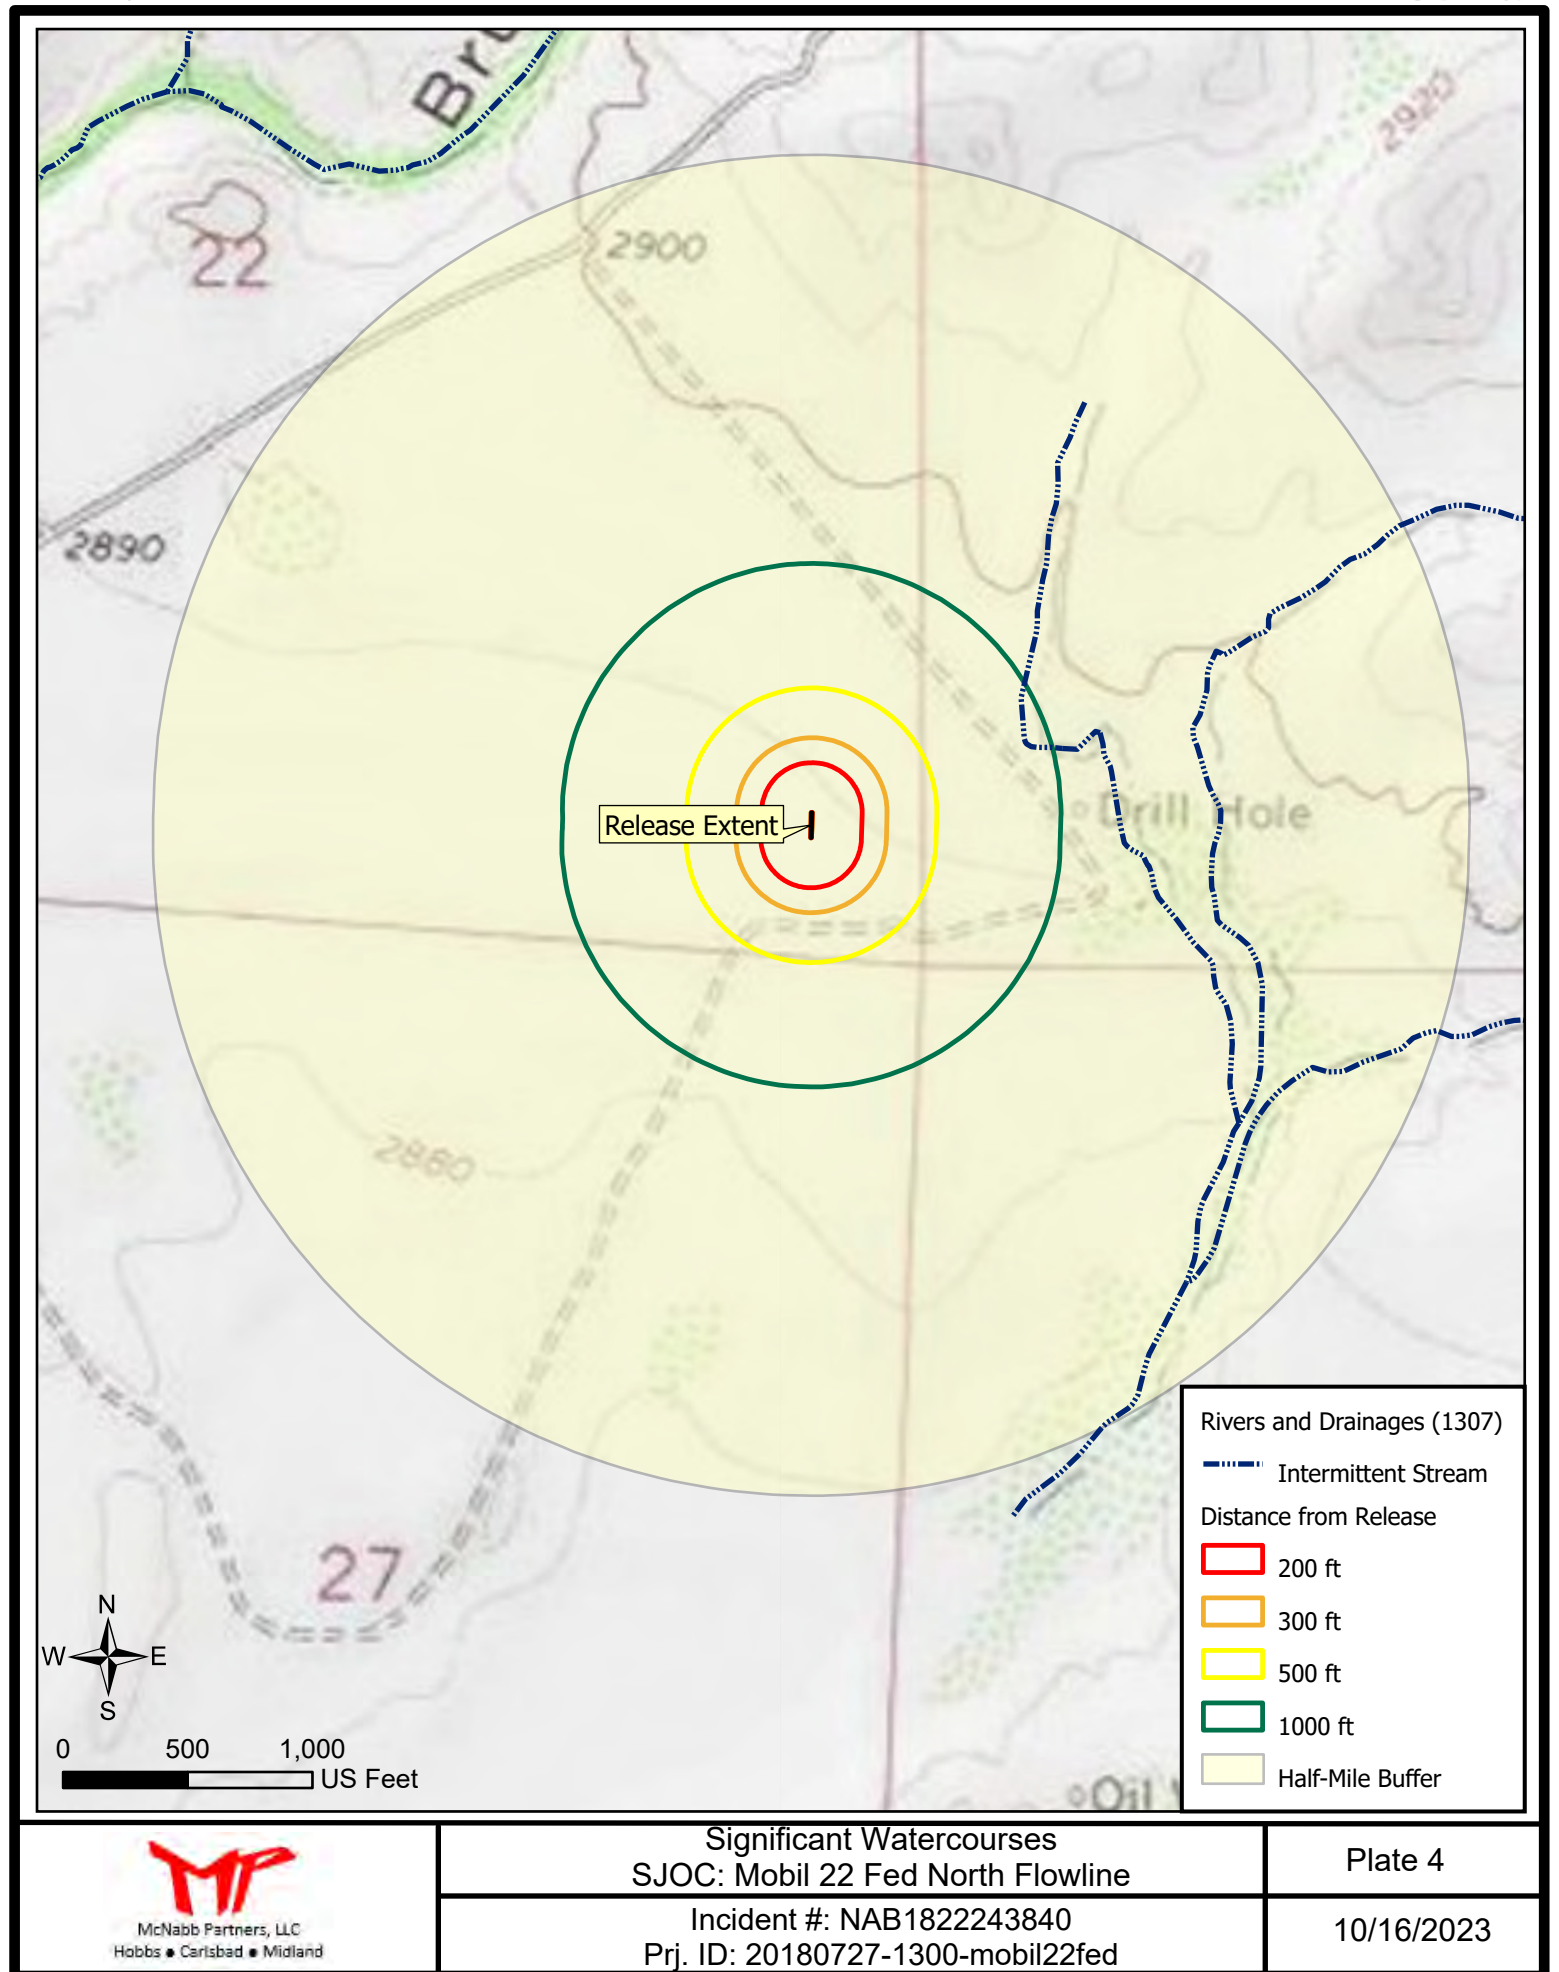 Bru
2920
22
2900
2890
Release Extent
Drill Hole
2880
27
N
W E
S
0 500 1,000
US Feet
Oil
Rivers and Drainages (1307)
Intermittent Stream
Distance from Release
200 ft
300 ft
500 ft
1000 ft
Half-Mile Buffer
McNabb Partners, LLC
Hobbs ● Carlsbad ● Midland
Significant Watercourses
SJOC: Mobil 22 Fed North Flowline
Plate 4
Incident #: NAB1822243840
Prj. ID: 20180727-1300-mobil22fed
10/16/2023